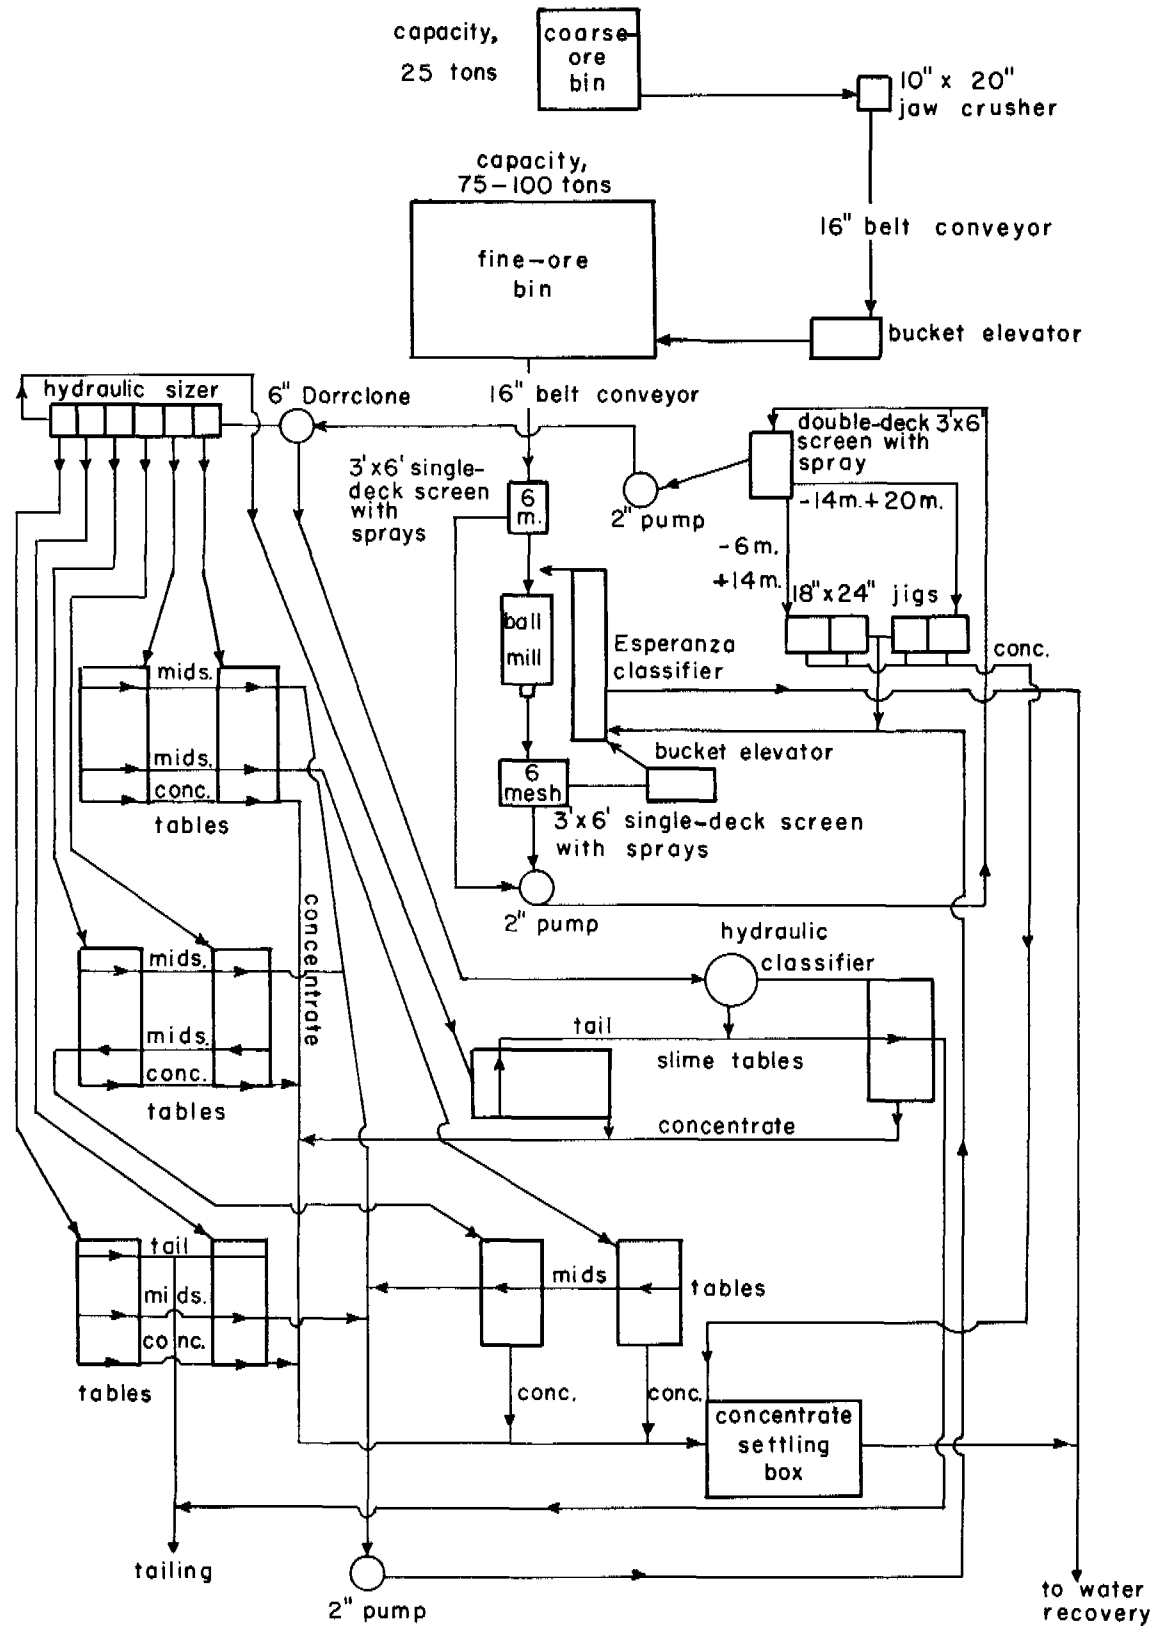 capacity,
25 tons
coarse-
ore
bin
10" x 20"
jaw crusher
capacity,
75-100 tons
16" belt conveyor
fine-ore
bin
bucket elevator
hydraulic sizer
6" Dorrclone
16" belt conveyor
double-deck 3'x6'
screen with
spray
3'x6' single-
deck screen
with
sprays
6
m.
2" pump
-14m.+20m.
-6m.
+14m.
18"x24" jigs
ball
mill
Esperanza
classifier
conc.
mids.
mids.
conc.
tables
bucket elevator
6
mesh
3'x6' single-deck screen
with sprays
2" pump
concentrate
hydraulic
classifier
mids.
mids.
conc.
tables
tail
slime tables
concentrate
tail
mids.
conc.
tables
mids
tables
conc.
conc.
concentrate
settling
box
tailing
2" pump
to water
recovery